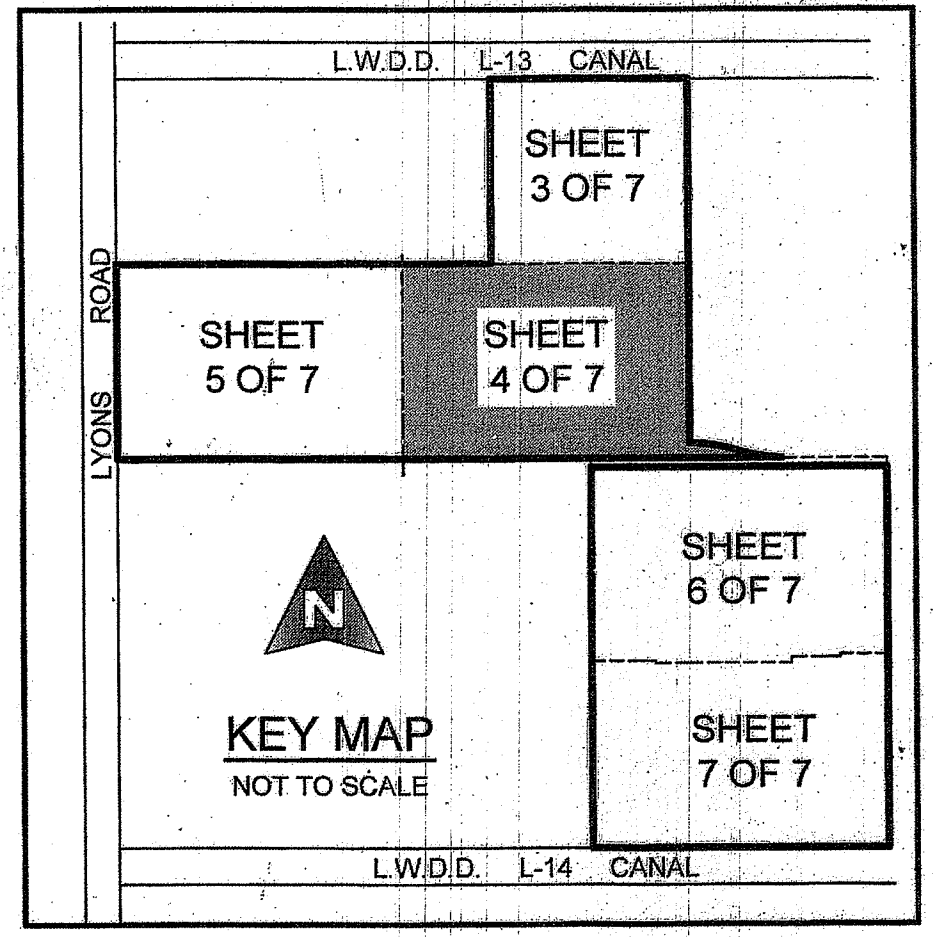 L.W.D.D. L-13 CANAL
SHEET
3 OF 7
LYONS ROAD
SHEET
5 OF 7
SHEET
4 OF 7
SHEET
6 OF 7
N
KEY MAP
NOT TO SCALE
SHEET
7 OF 7
L.W.D.D. L-14 CANAL